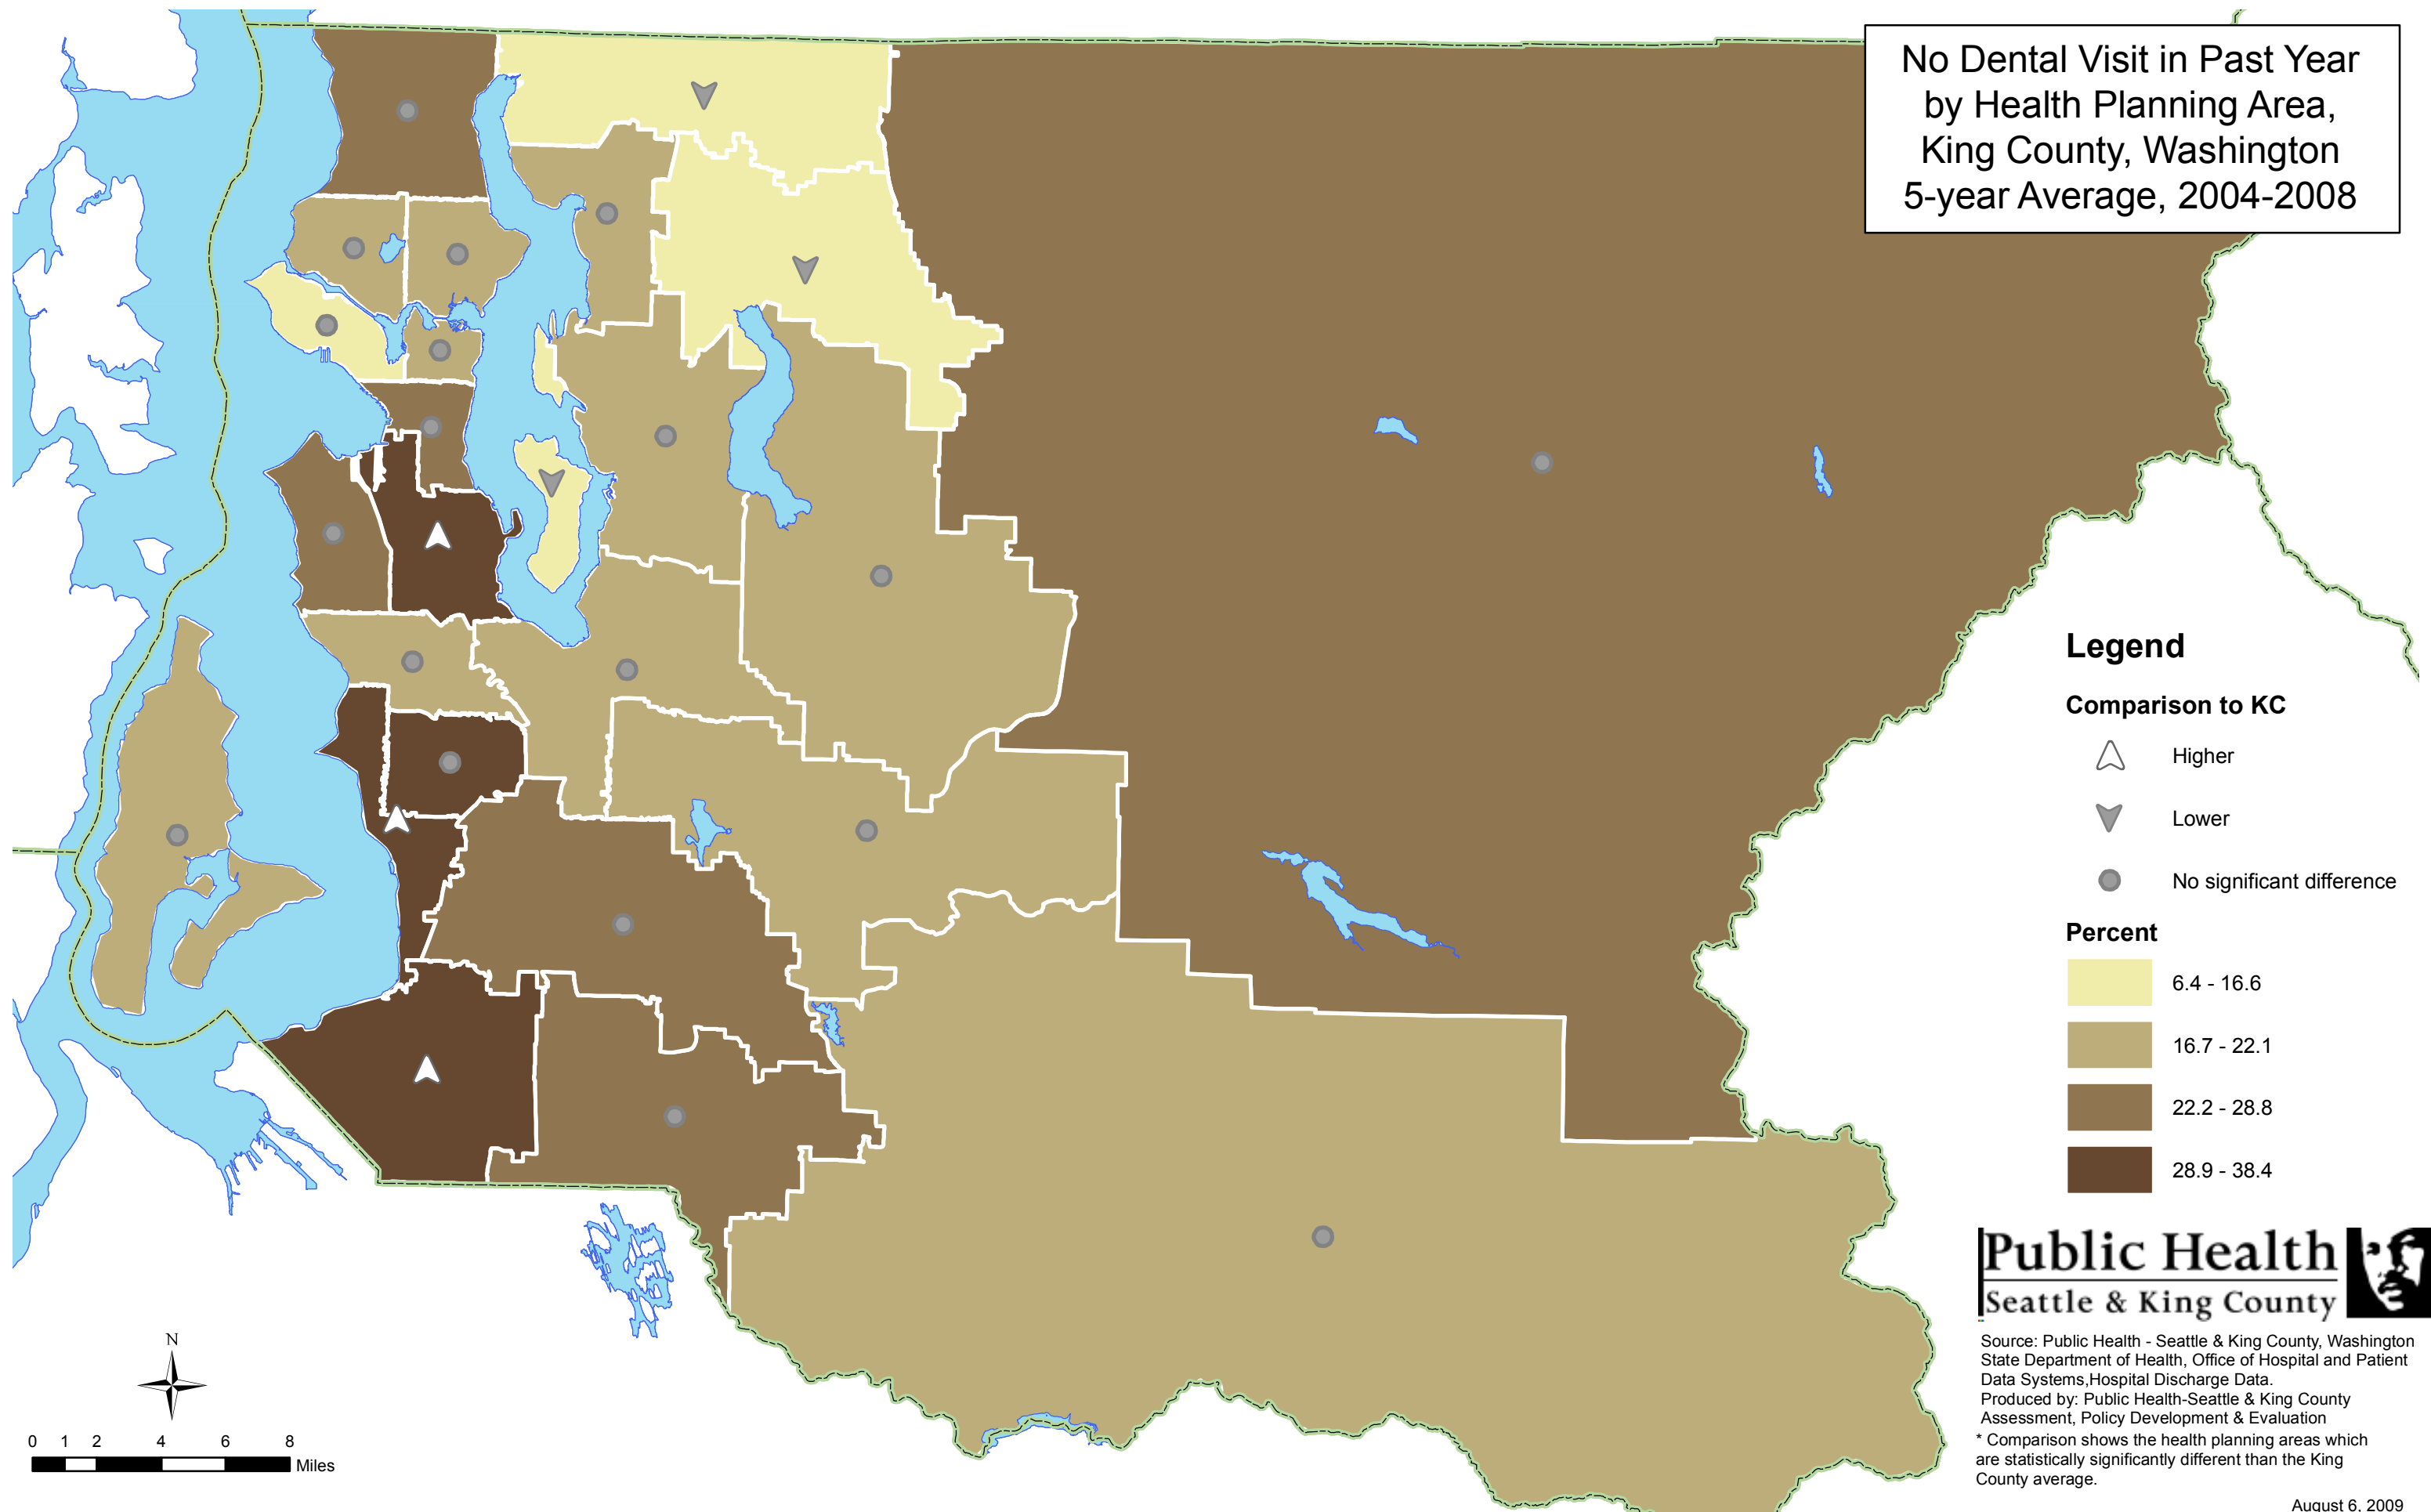 No Dental Visit in Past Year
by Health Planning Area,
King County, Washington
5-year Average, 2004-2008
Legend
Comparison to KC
Higher
Lower
No significant difference
Percent
6.4 - 16.6
16.7 - 22.1
22.2 - 28.8
28.9 - 38.4
Public Health
Seattle & King County
Source: Public Health - Seattle & King County, Washington
State Department of Health, Office of Hospital and Patient
Data Systems,Hospital Discharge Data.
Produced by: Public Health-Seattle & King County
Assessment, Policy Development & Evaluation
* Comparison shows the health planning areas which
are statistically significantly different than the King
County average.
August 6, 2009
N
0 1 2 4 6 8
Miles